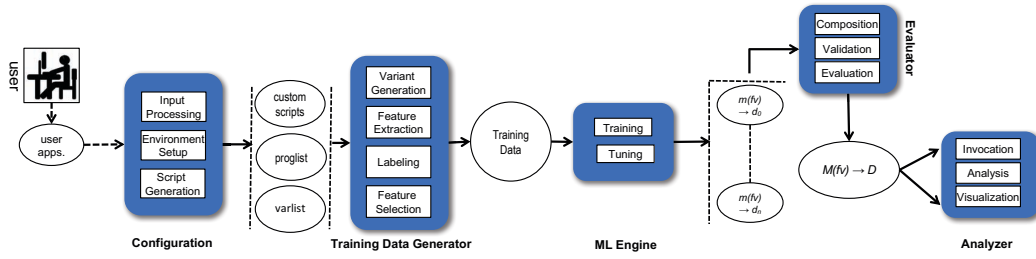 user
user
apps.
Input
Processing
Environment
Setup
Script
Generation
Configuration
custom
scripts
proglist
varlist
Variant
Generation
Feature
Extraction
Labeling
Feature
Selection
Training Data Generator
Training
Data
Training
Tuning
ML Engine
m(fv)
→ d0
m(fv)
→ dn
Composition
Validation
Evaluation
Evaluator
M(fv) → D
Invocation
Analysis
Visualization
Analyzer